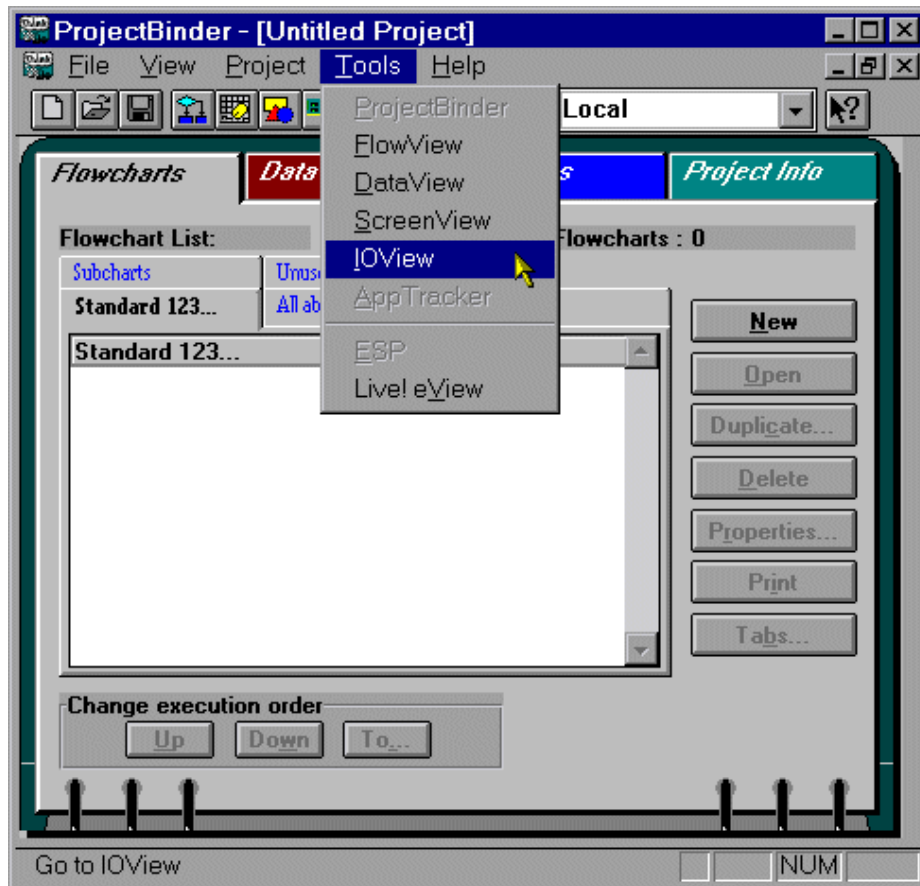 ProjectBinder - [Untitled Project]
File View Project Tools Help
Local
ProjectBinder
FlowView
DataView
ScreenView
IOView
AppTracker
ESP
Live! eView
Flowcharts Data s Project Info
Flowchart List: Flowcharts : 0
Subcharts Unus
Standard 123... All ab
Standard 123...
New
Open
Duplicate...
Delete
Properties...
Print
Tabs...
Change execution order
Up Down To...
Go to IOView NUM